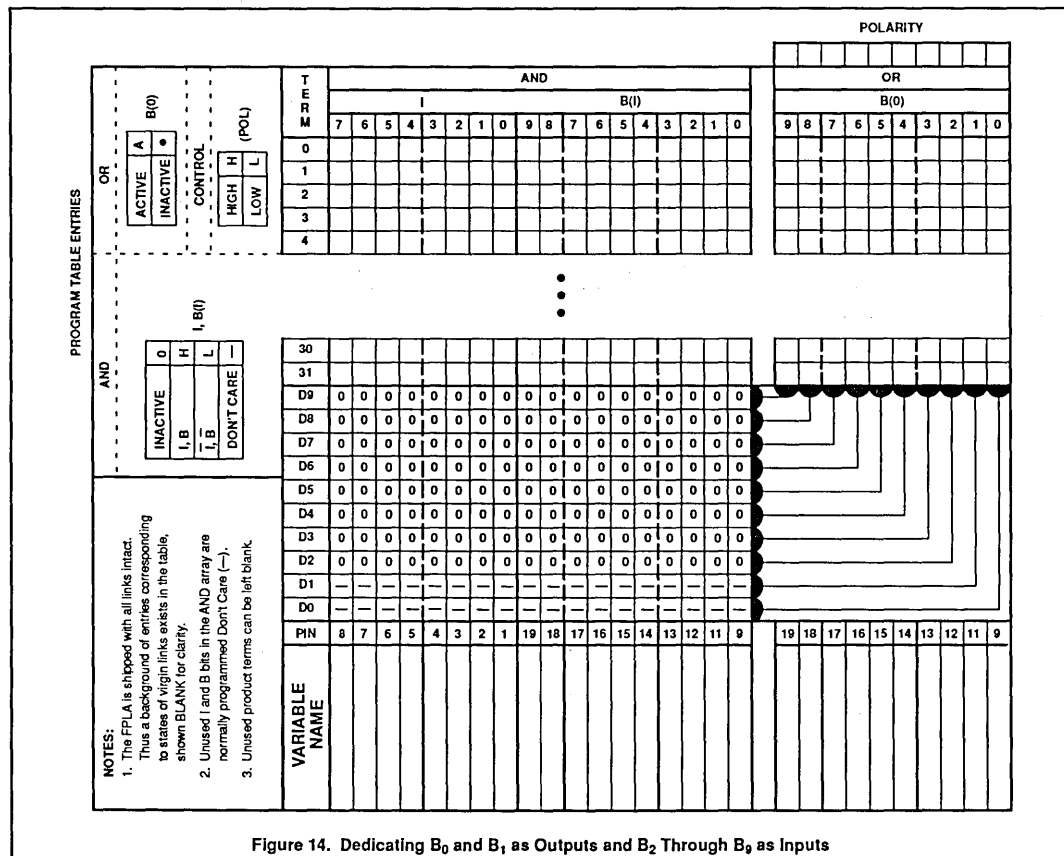 POLARITY
PROGRAM TABLE ENTRIES
AND
OR
INACTIVE 0
I, B H
I, B L
DON'T CARE —
I, B(I)
ACTIVE A
INACTIVE ●
B(0)
CONTROL
HIGH H
LOW L
(POL)
NOTES:
1. The FPLA is shipped with all links intact.
Thus a background of entries corresponding
to states of virgin links exists in the table,
shown BLANK for clarity.
2. Unused I and B bits in the AND array are
normally programmed Don't Care (—).
3. Unused product terms can be left blank.
TERM AND OR
I B(I) B(0)
7 6 5 4 3 2 1 0 9 8 7 6 5 4 3 2 1 0 9 8 7 6 5 4 3 2 1 0
0
1
2
3
4
30
31
D9 0 0 0 0 0 0 0 0 0 0 0 0 0 0 0 0 0 0
D8 0 0 0 0 0 0 0 0 0 0 0 0 0 0 0 0 0 0
D7 0 0 0 0 0 0 0 0 0 0 0 0 0 0 0 0 0 0
D6 0 0 0 0 0 0 0 0 0 0 0 0 0 0 0 0 0 0
D5 0 0 0 0 0 0 0 0 0 0 0 0 0 0 0 0 0 0
D4 0 0 0 0 0 0 0 0 0 0 0 0 0 0 0 0 0 0
D3 0 0 0 0 0 0 0 0 0 0 0 0 0 0 0 0 0 0
D2 0 0 0 0 0 0 0 0 0 0 0 0 0 0 0 0 0 0
D1 — — — — — — — — — — — — — — — — — —
D0 — — — — — — — — — — — — — — — — — —
PIN 8 7 6 5 4 3 2 1 19 18 17 16 15 14 13 12 11 9 19 18 17 16 15 14 13 12 11 9
VARIABLE
NAME
Figure 14. Dedicating B₀ and B₁ as Outputs and B₂ Through B₉ as Inputs